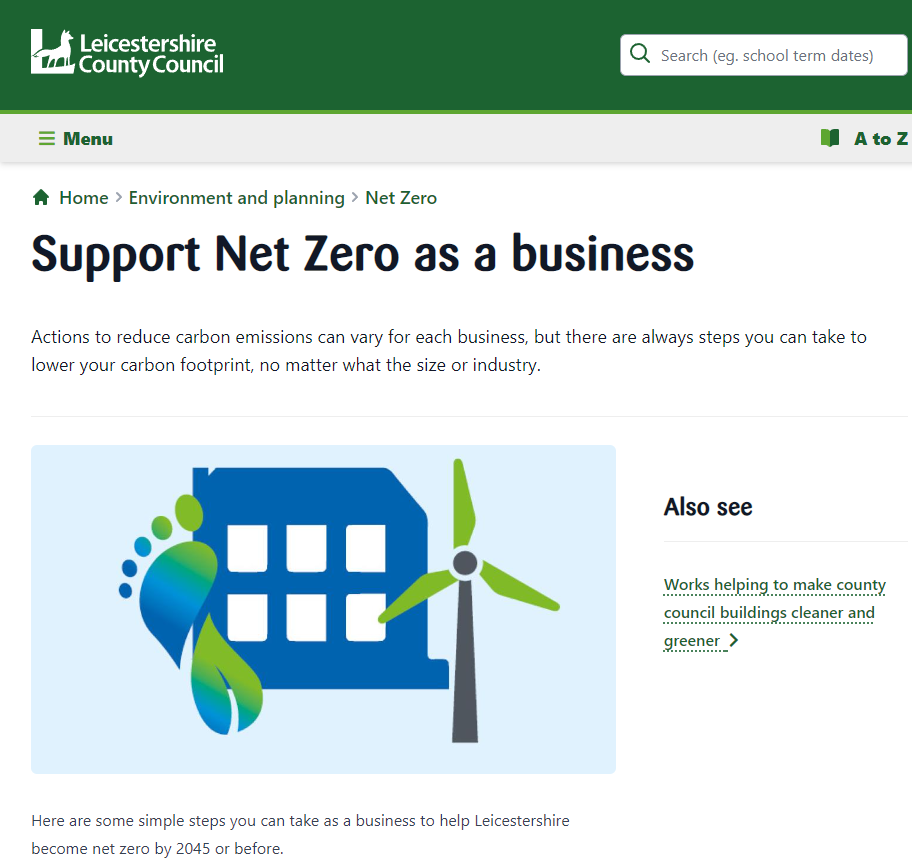 Leicestershire
County Council
Search (eg. school term dates)
Menu
A to Z
Home > Environment and planning > Net Zero
Support Net Zero as a business
Actions to reduce carbon emissions can vary for each business, but there are always steps you can take to
lower your carbon footprint, no matter what the size or industry.
Also see
Works helping to make county
council buildings cleaner and
greener >
Here are some simple steps you can take as a business to help Leicestershire
become net zero by 2045 or before.